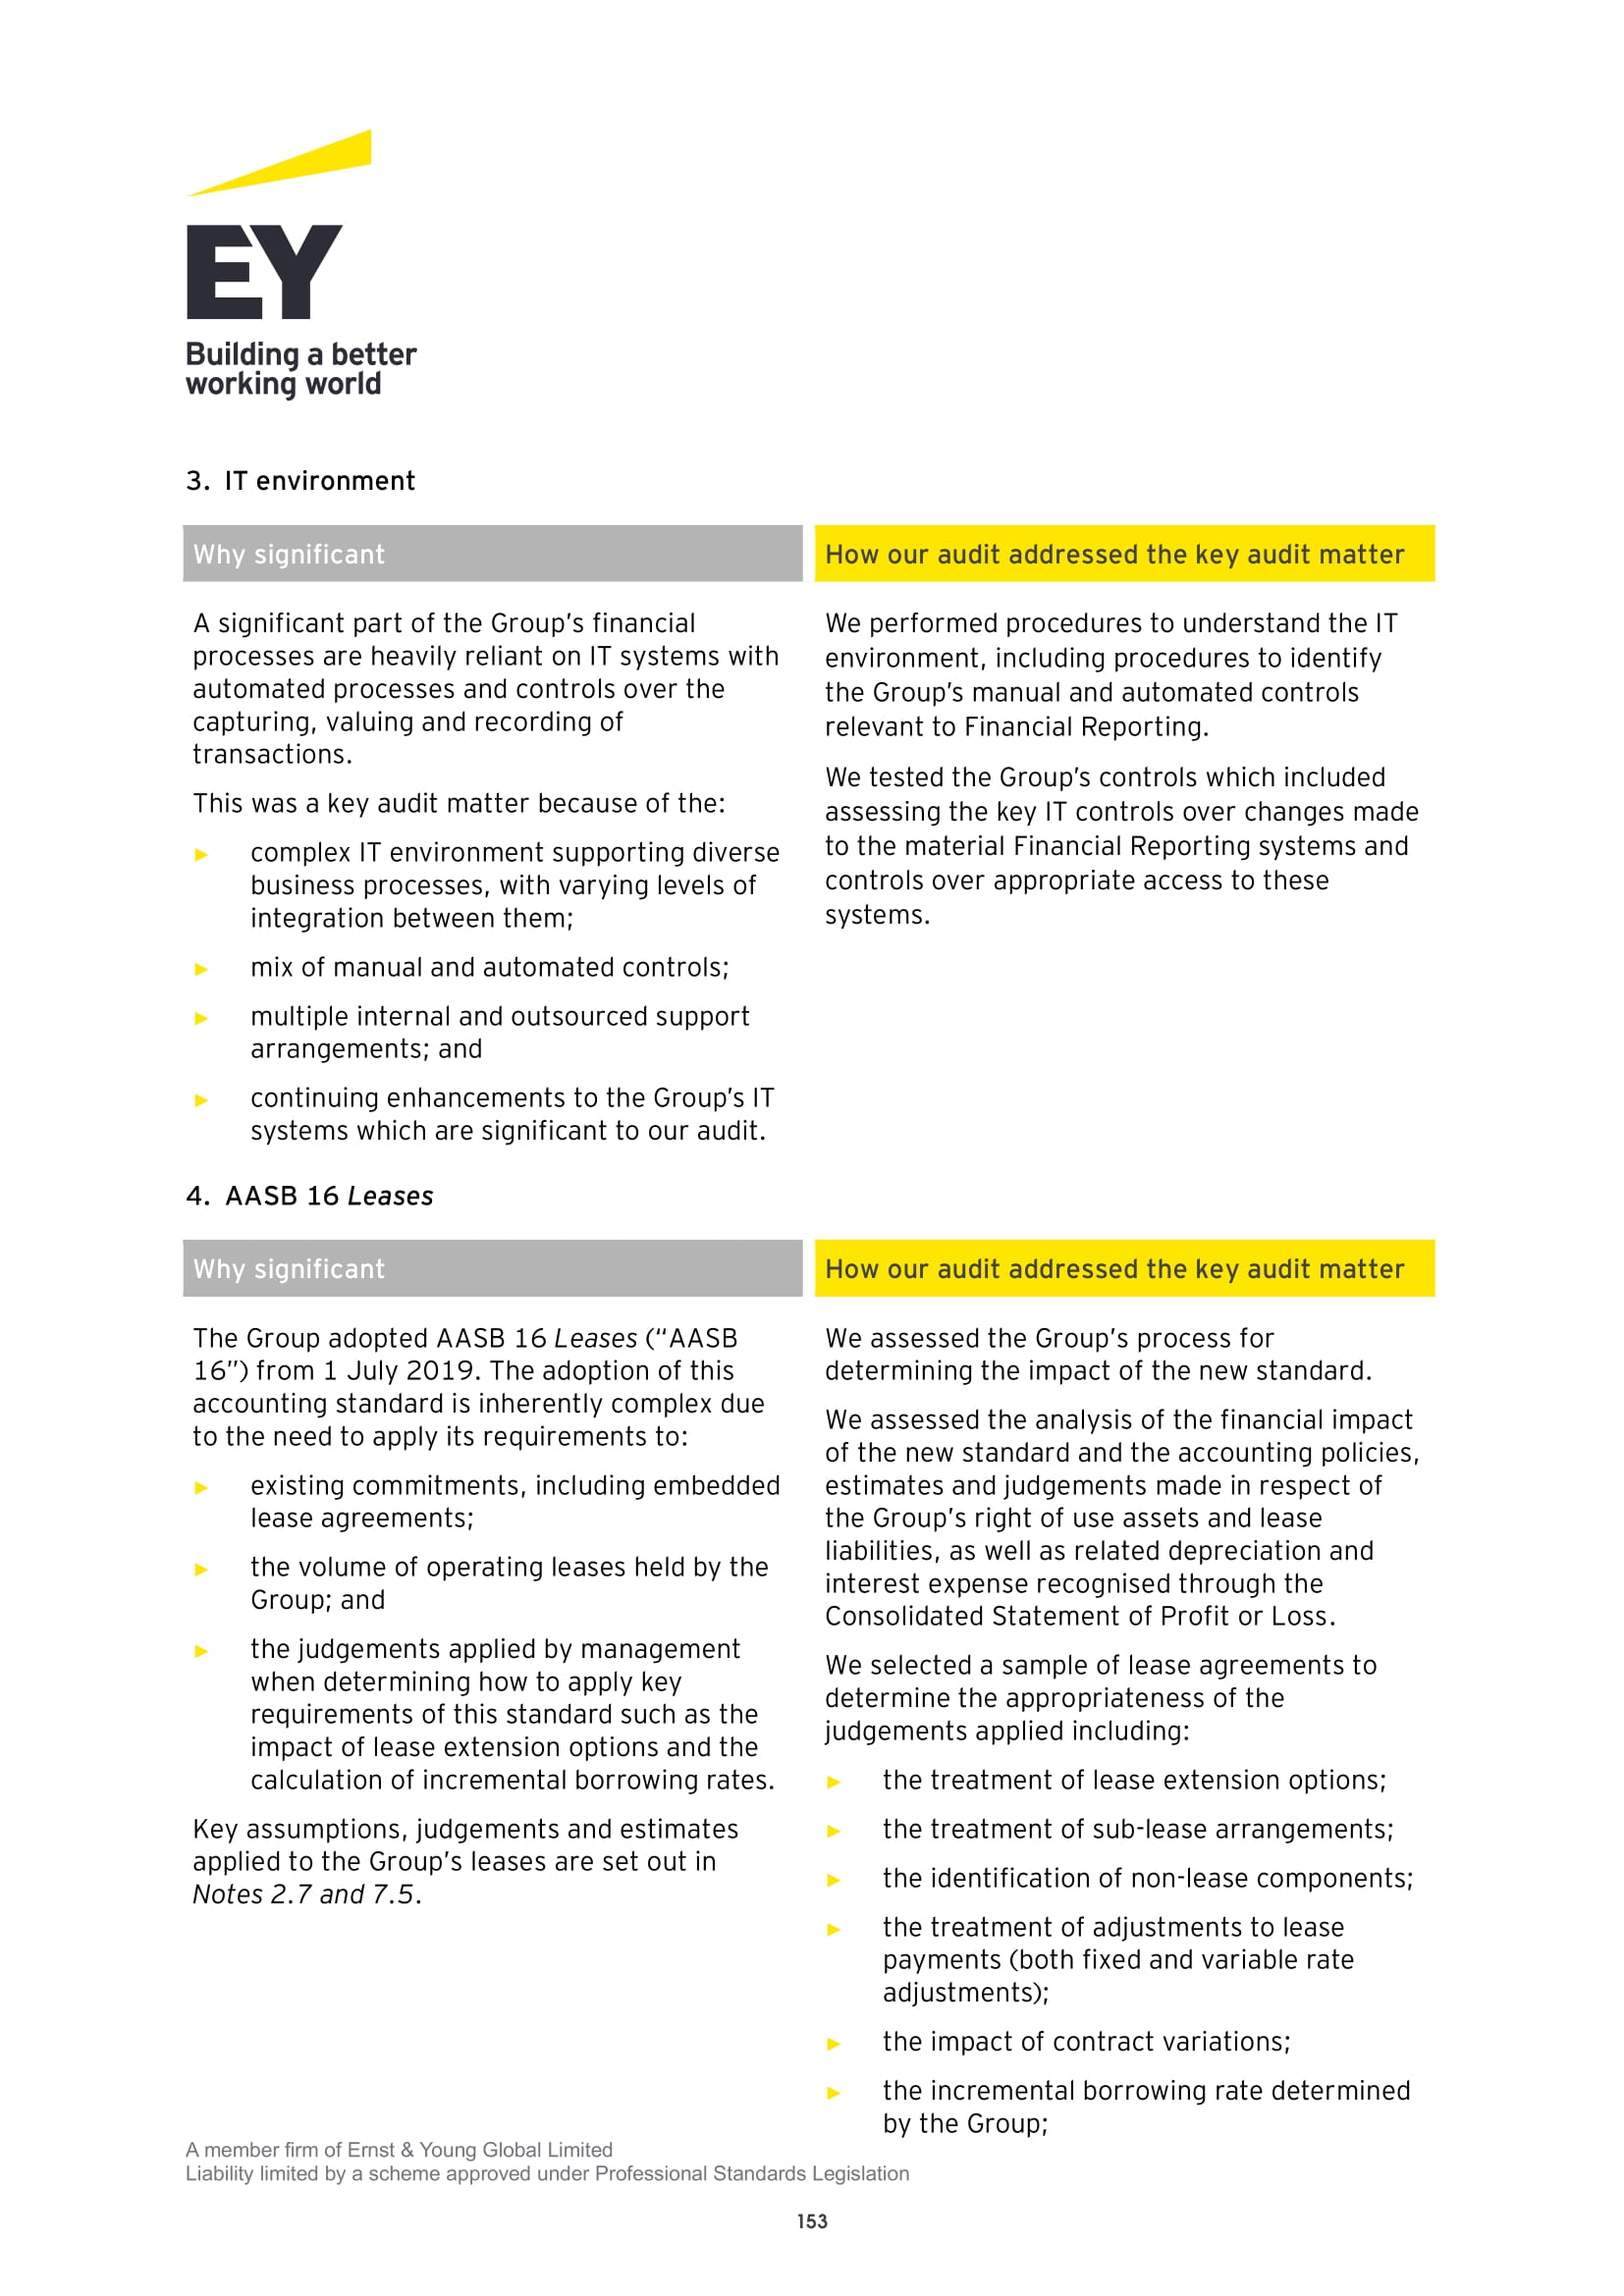 EY
Building a better
working world
3. IT environment
Why significant
A significant part of the Group's financial
processes are heavily reliant on IT systems with
automated processes and controls over the
capturing, valuing and recording of
transactions.
This was a key audit matter because of the:
► complex IT environment supporting diverse
business processes, with varying levels of
integration between them;
► mix of manual and automated controls;
► multiple internal and outsourced support
arrangements; and
► continuing enhancements to the Group's IT
systems which are significant to our audit.
How our audit addressed the key audit matter
We performed procedures to understand the IT
environment, including procedures to identify
the Group's manual and automated controls
relevant to Financial Reporting.
We tested the Group's controls which included
assessing the key IT controls over changes made
to the material Financial Reporting systems and
controls over appropriate access to these
systems.
4. AASB 16 Leases
Why significant
The Group adopted AASB 16 Leases ("AASB
16") from 1 July 2019. The adoption of this
accounting standard is inherently complex due
to the need to apply its requirements to:
► existing commitments, including embedded
lease agreements;
► the volume of operating leases held by the
Group; and
► the judgements applied by management
when determining how to apply key
requirements of this standard such as the
impact of lease extension options and the
calculation of incremental borrowing rates.
Key assumptions, judgements and estimates
applied to the Group's leases are set out in
Notes 2.7 and 7.5.
How our audit addressed the key audit matter
We assessed the Group's process for
determining the impact of the new standard.
We assessed the analysis of the financial impact
of the new standard and the accounting policies,
estimates and judgements made in respect of
the Group's right of use assets and lease
liabilities, as well as related depreciation and
interest expense recognised through the
Consolidated Statement of Profit or Loss.
We selected a sample of lease agreements to
determine the appropriateness of the
judgements applied including:
► the treatment of lease extension options;
► the treatment of sub-lease arrangements;
► the identification of non-lease components;
► the treatment of adjustments to lease
payments (both fixed and variable rate
adjustments);
► the impact of contract variations;
► the incremental borrowing rate determined
by the Group;
A member firm of Ernst & Young Global Limited
Liability limited by a scheme approved under Professional Standards Legislation
153